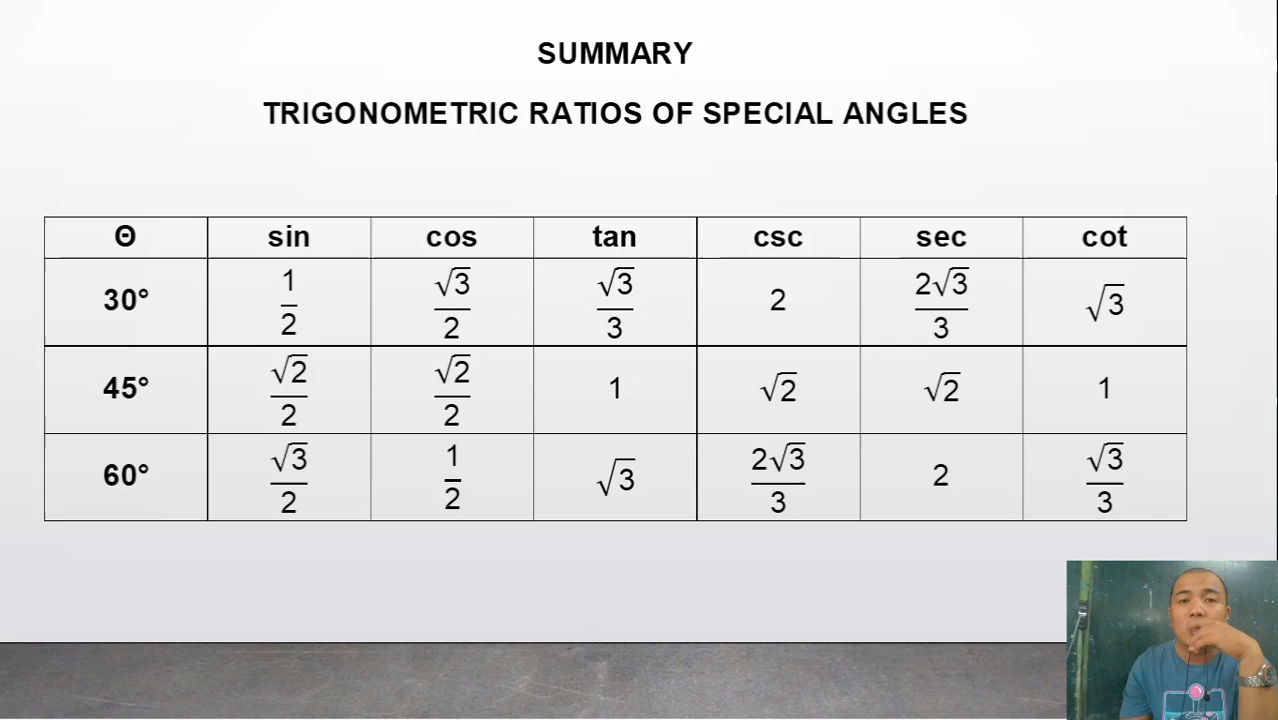 SUMMARY
TRIGONOMETRIC RATIOS OF SPECIAL ANGLES
Θ sin cos tan csc sec cot
30° 1/2 √3/2 √3/3 2 2√3/3 √3
45° √2/2 √2/2 1 √2 √2 1
60° √3/2 1/2 √3 2√3/3 2 √3/3